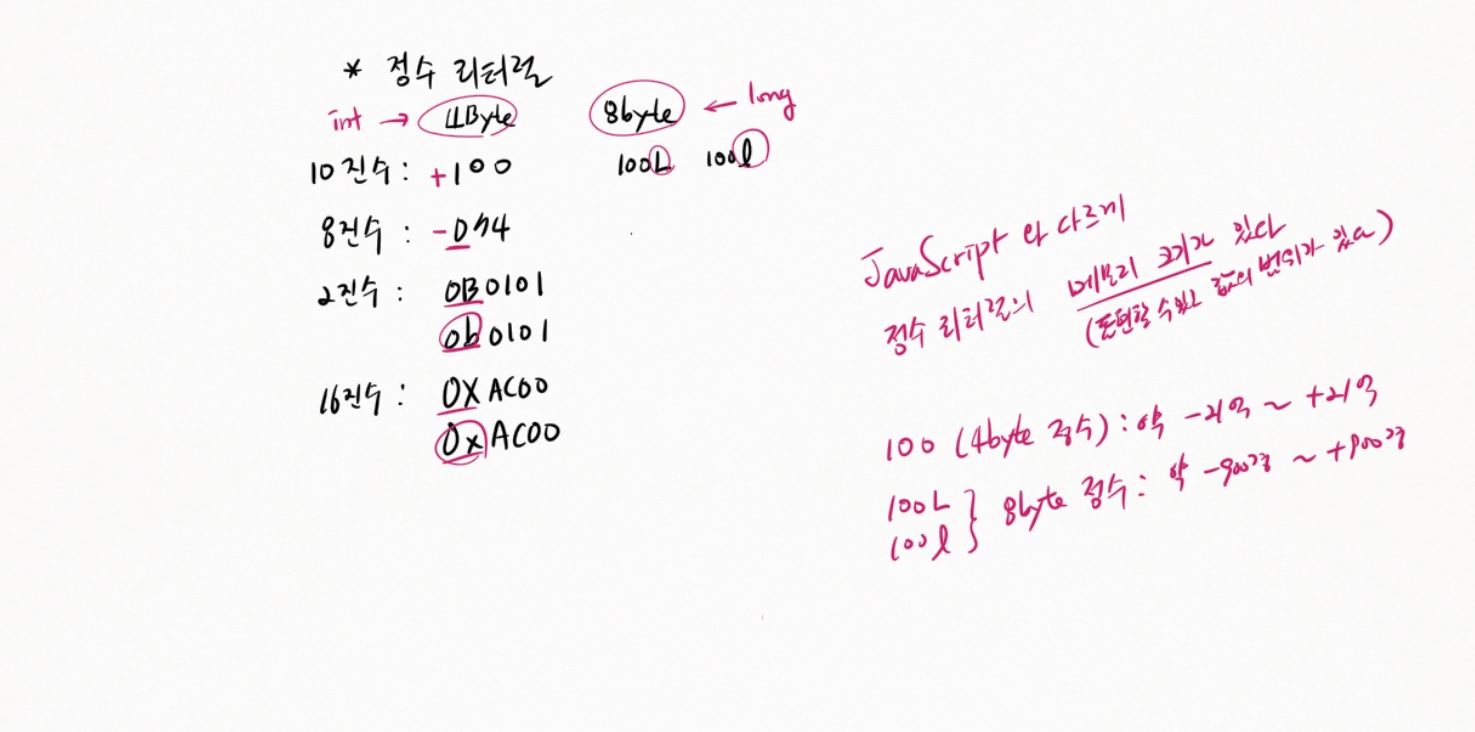 * 정수 리터럴
int → 4Byte 8byte ← long
10진수 : +100 100L 100l
8진수 : -0144
2진수 : 0B0101
0b0101
16진수 : 0XAC00
0xAC00
JavaScript 와 다르게
정수 리터럴의 메모리 크기가 있다
(표현할 수 있는 값의 범위가 있다)
100 (4byte 정수) : 약 -21억 ~ +21억
100L
100l } 8byte 정수 : 약 -900경 ~ +900경